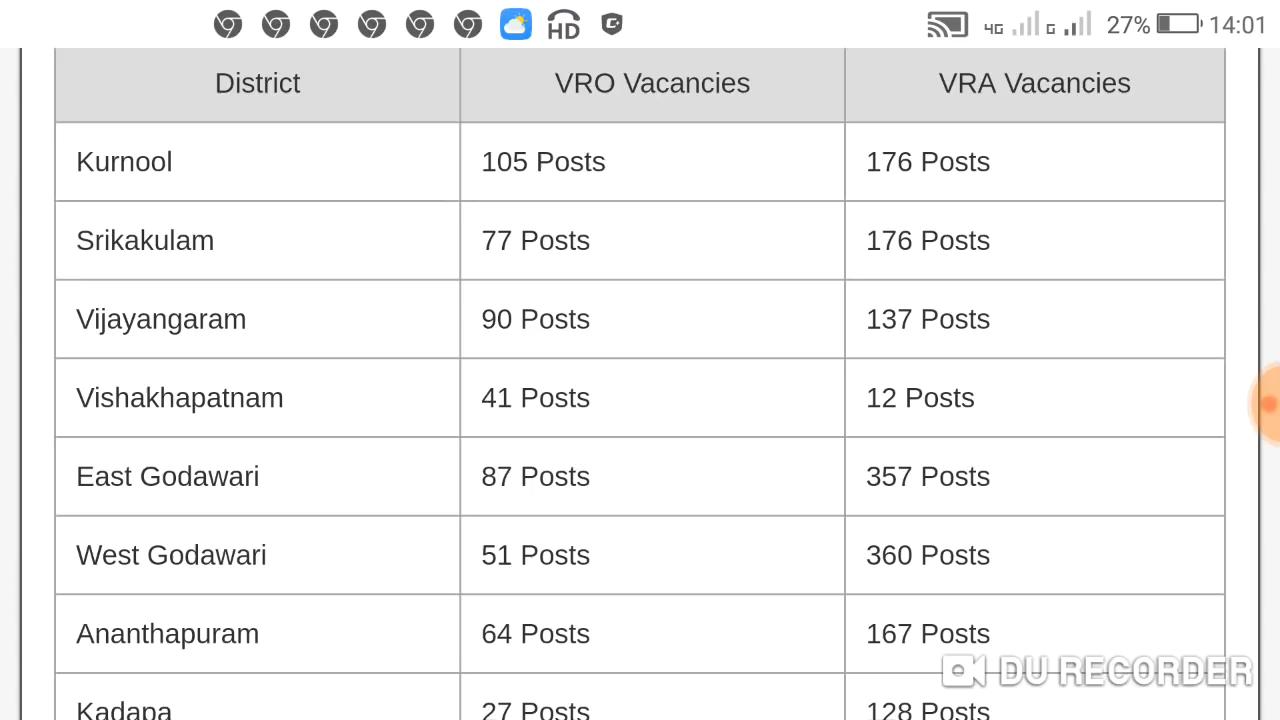 HD 4G G 27% 14:01
District VRO Vacancies VRA Vacancies
Kurnool 105 Posts 176 Posts
Srikakulam 77 Posts 176 Posts
Vijayangaram 90 Posts 137 Posts
Vishakhapatnam 41 Posts 12 Posts
East Godawari 87 Posts 357 Posts
West Godawari 51 Posts 360 Posts
Ananthapuram 64 Posts 167 Posts
DU RECORDER
Kadapa 27 Posts 128 Posts